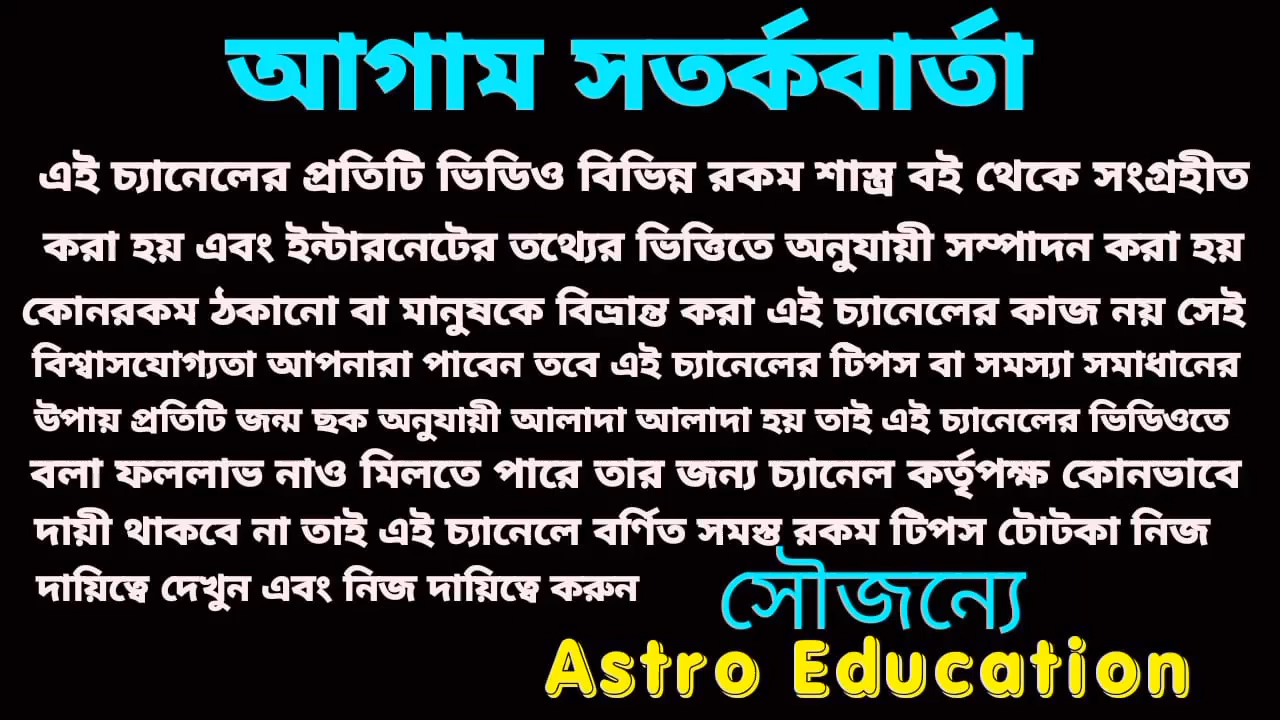 আগাম সতর্কবার্তা
এই চ্যানেলের প্রতিটি ভিডিও বিভিন্ন রকম শাস্ত্র বই থেকে সংগ্রহীত
করা হয় এবং ইন্টারনেটের তথ্যের ভিত্তিতে অনুযায়ী সম্পাদন করা হয়
কোনরকম ঠকানো বা মানুষকে বিভ্রান্ত করা এই চ্যানেলের কাজ নয় সেই
বিশ্বাসযোগ্যতা আপনারা পাবেন তবে এই চ্যানেলের টিপস বা সমস্যা সমাধানের
উপায় প্রতিটি জন্ম ছক অনুযায়ী আলাদা আলাদা হয় তাই এই চ্যানেলের ভিডিওতে
বলা ফললাভ নাও মিলতে পারে তার জন্য চ্যানেল কর্তৃপক্ষ কোনভাবে
দায়ী থাকবে না তাই এই চ্যানেলে বর্ণিত সমস্ত রকম টিপস টোটকা নিজ
দায়িত্বে দেখুন এবং নিজ দায়িত্বে করুন
সৌজন্যে
Astro Education